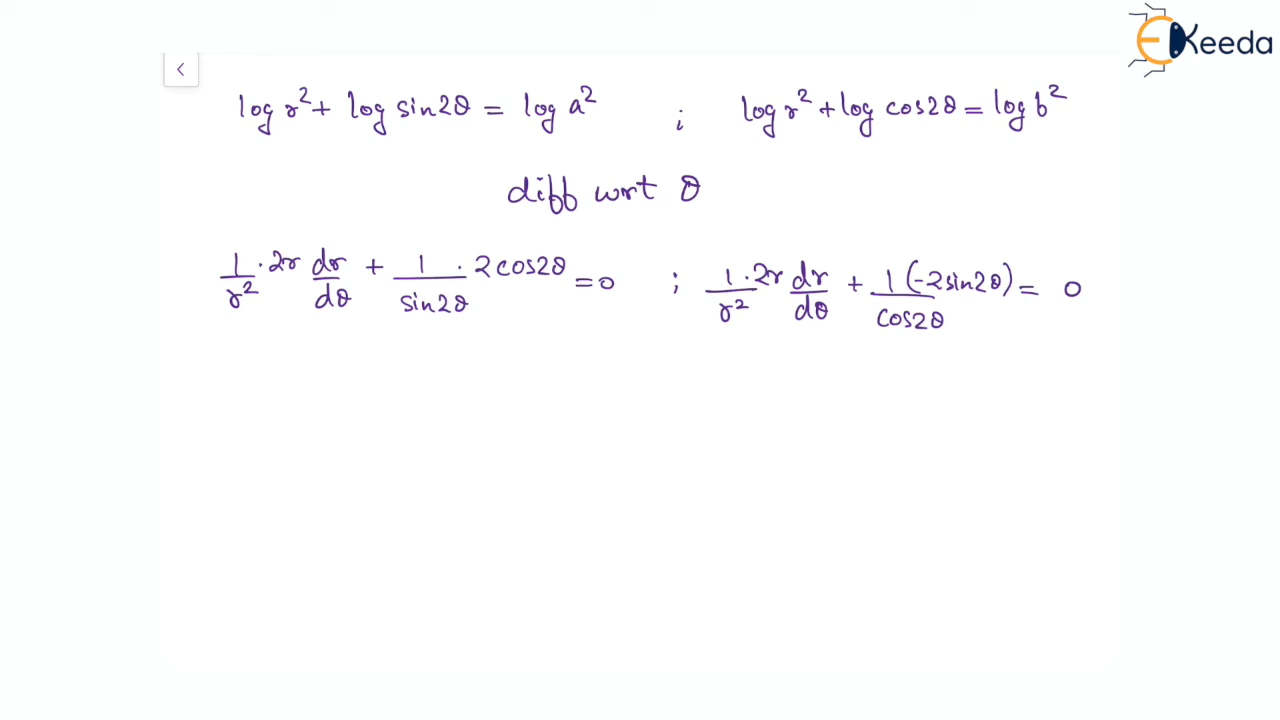 EKeeda
log r² + log sin2θ = log a² ; log r² + log cos2θ = log b²
diff wrt θ
1/r² · 2r dr/dθ + 1/sin2θ · 2cos2θ = 0 ; 1/r² · 2r dr/dθ + 1/cos2θ (-2sin2θ) = 0